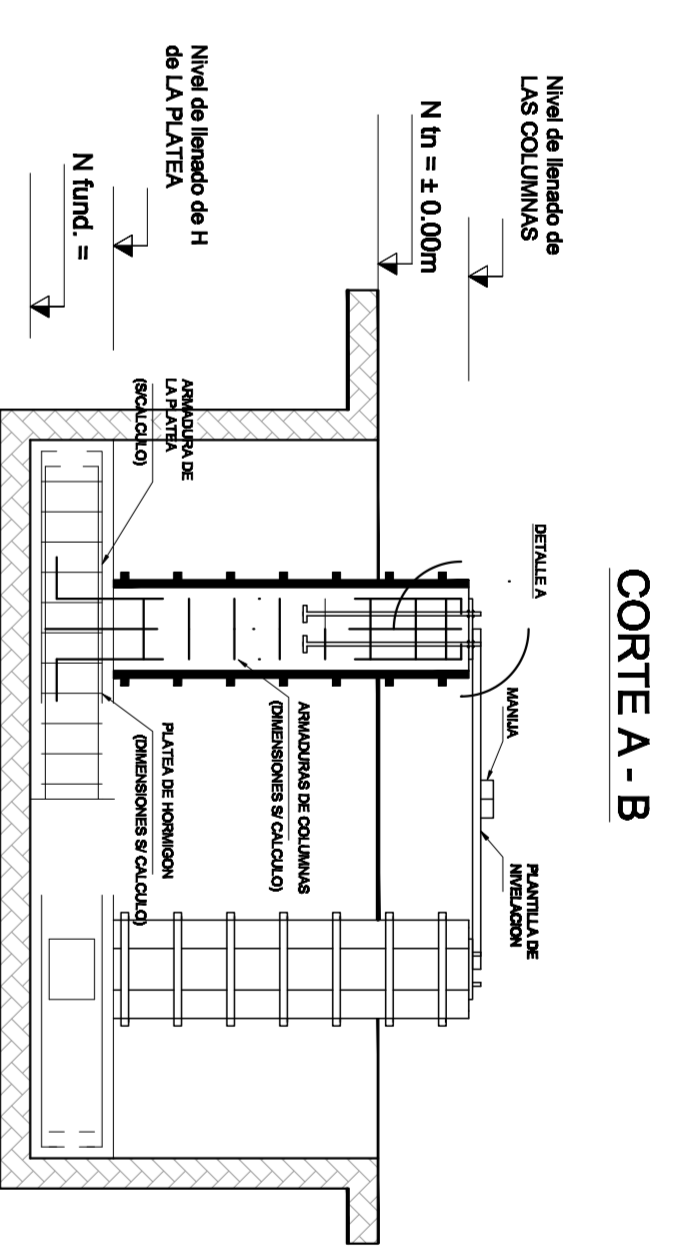 CORTE A - B
Nivel de llenado de
LAS COLUMNAS
N tn = ± 0.00m
Nivel de llenado de H
de LA PLATEA
N fund. =
DETALLE A
MANIJA
PLANTILLA DE
NIVELACION
ARMADURA DE
LA PLATEA
(S/CALCULO)
ARMADURAS DE COLUMNAS
(DIMENSIONES S/ CALCULO)
PLATEA DE HORMIGON
(DIMENSIONES S/ CALCULO)